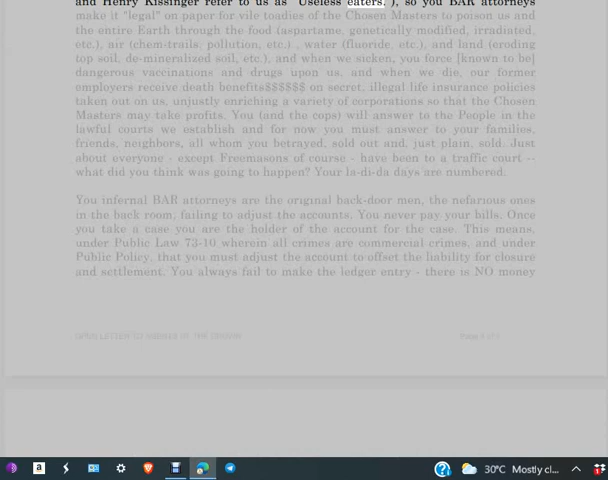 and Henry Kissinger refer to us as "Useless eaters."), so you BAR attorneys
make it "legal" on paper for vile toadies of the Chosen Masters to poison us and
the entire Earth through the food (aspartame, genetically modified, irradiated,
etc.), air (chem-trails, pollution, etc.) , water (fluoride, etc.), and land (eroding
top soil, de-mineralized soil, etc.), and when we sicken, you force [known to be]
dangerous vaccinations and drugs upon us, and when we die, our former
employers receive death benefits$$$$$$ on secret, illegal life insurance policies
taken out on us, unjustly enriching a variety of corporations so that the Chosen
Masters may take profits. You (and the cops) will answer to the People in the
lawful courts we establish and for now you must answer to your families,
friends, neighbors, all whom you betrayed, sold out and, just plain, sold. Just
about everyone - except Freemasons of course - have been to a traffic court --
what did you think was going to happen? Your la-di-da days are numbered.
You infernal BAR attorneys are the original back-door men, the nefarious ones
in the back room, failing to adjust the accounts. You never pay your bills. Once
you take a case you are the holder of the account for the case. This means,
under Public Law 73-10 wherein all crimes are commercial crimes, and under
Public Policy, that you must adjust the account to offset the liability for closure
and settlement. You always fail to make the ledger entry - there is NO money
OPEN LETTER TO
Page
a
30°C Mostly cl...